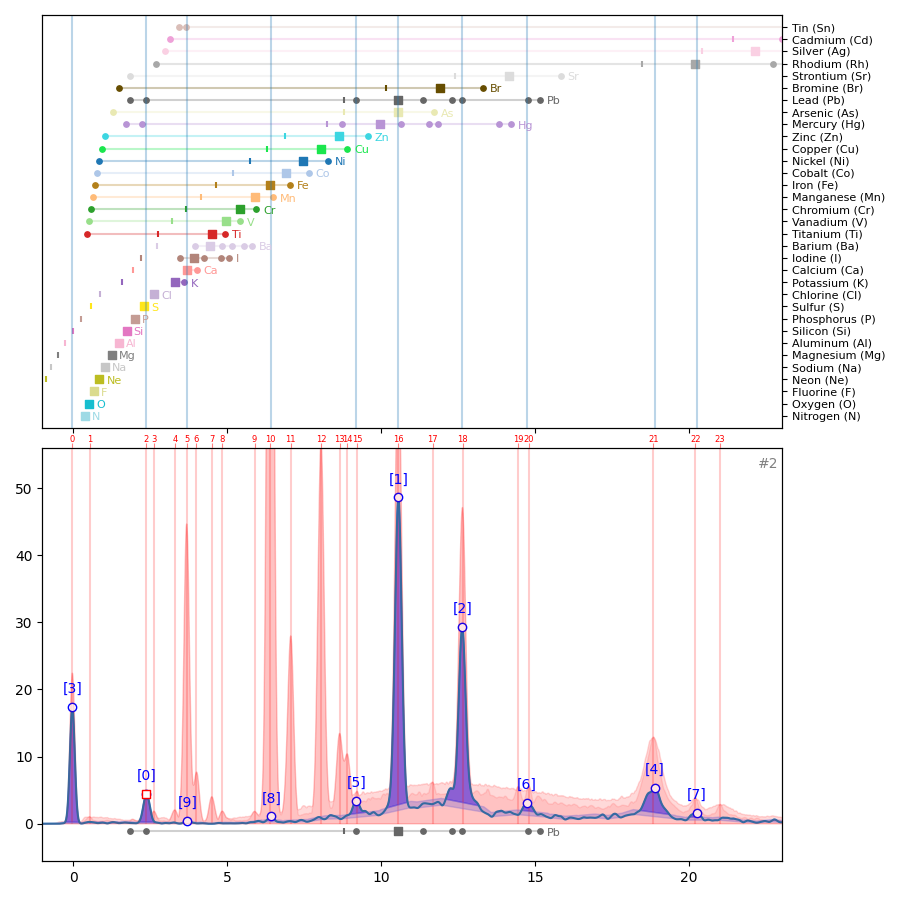 Tin (Sn)
Cadmium (Cd)
Silver (Ag)
Rhodium (Rh)
Sr Strontium (Sr)
Br Bromine (Br)
Pb Lead (Pb)
As Arsenic (As)
Hg Mercury (Hg)
Zn Zinc (Zn)
Cu Copper (Cu)
Ni Nickel (Ni)
Co Cobalt (Co)
Fe Iron (Fe)
Mn Manganese (Mn)
Cr Chromium (Cr)
V Vanadium (V)
Ti Titanium (Ti)
Ba Barium (Ba)
I Iodine (I)
Ca Calcium (Ca)
K Potassium (K)
Cl Chlorine (Cl)
S Sulfur (S)
P Phosphorus (P)
Si Silicon (Si)
Al Aluminum (Al)
Mg Magnesium (Mg)
Na Sodium (Na)
Ne Neon (Ne)
F Fluorine (F)
O Oxygen (O)
N Nitrogen (N)
0 1 2 3 4 5 6 7 8 9 10 11 12 13 14 15 16 17 18 19 20 21 22 23
#2
50
[1]
40
30
[2]
20
[3]
10
[0] [9] [8] [5] [6] [4] [7]
0
Pb
0 5 10 15 20